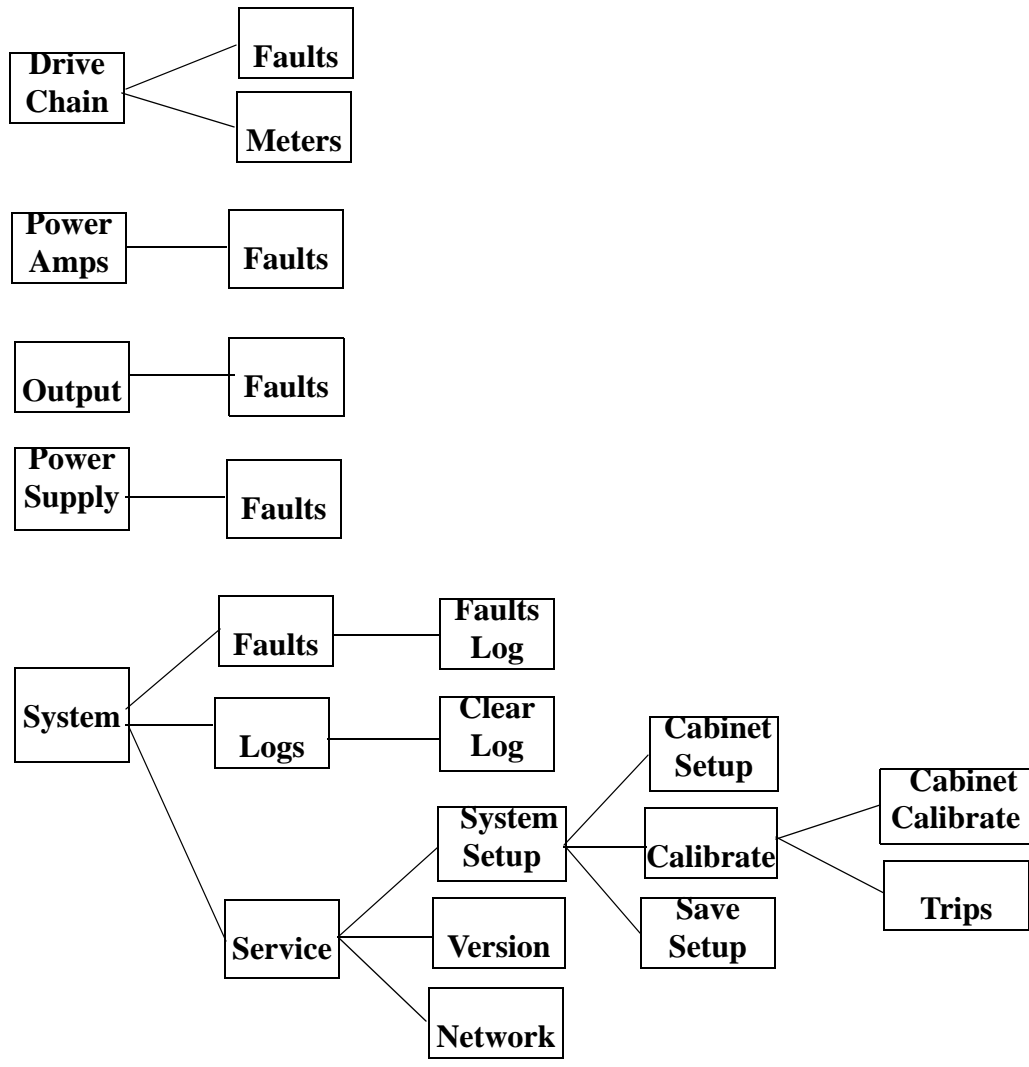 Drive
Chain
Faults
Meters
Power
Amps
Faults
Output
Faults
Power
Supply
Faults
System
Faults
Faults
Log
Logs
Clear
Log
Service
System
Setup
Cabinet
Setup
Calibrate
Cabinet
Calibrate
Trips
Save
Setup
Version
Network